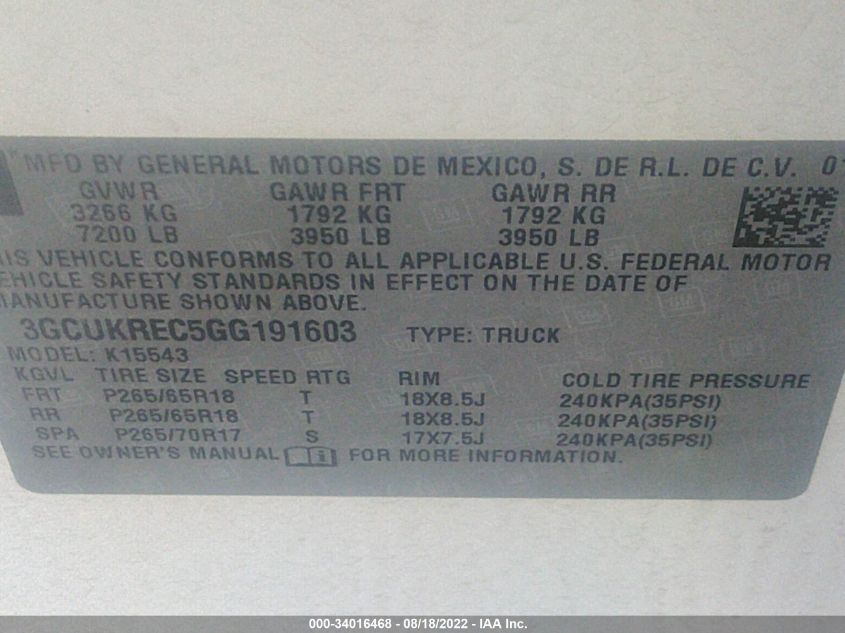 MFD BY GENERAL MOTORS DE MEXICO, S. DE R.L. DE C.V. 01
GVWR GAWR FRT GAWR RR
3266 KG 1792 KG 1792 KG
7200 LB 3950 LB 3950 LB
HIS VEHICLE CONFORMS TO ALL APPLICABLE U.S. FEDERAL MOTOR
EHICLE SAFETY STANDARDS IN EFFECT ON THE DATE OF
MANUFACTURE SHOWN ABOVE.
3GCUKREC5GG191603 TYPE: TRUCK
MODEL: K15543
KGVL TIRE SIZE SPEED RTG RIM COLD TIRE PRESSURE
FRT P265/65R18 T 18X8.5J 240KPA(35PSI)
RR P265/65R18 T 18X8.5J 240KPA(35PSI)
SPA P265/70R17 S 17X7.5J 240KPA(35PSI)
SEE OWNER'S MANUAL FOR MORE INFORMATION.
000-34016468 - 08/18/2022 - IAA Inc.